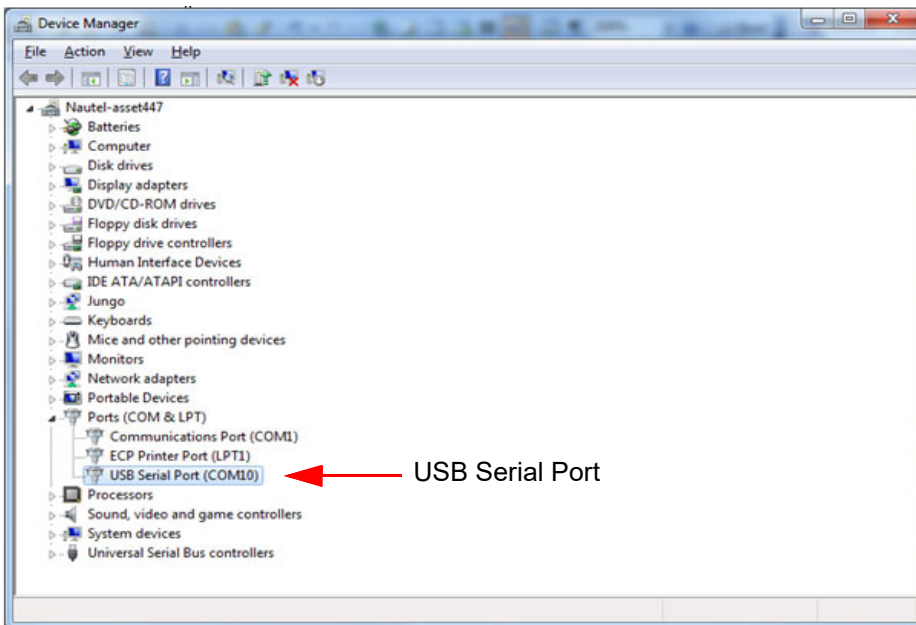 Device Manager
File Action View Help
Nautel-asset447
Batteries
Computer
Disk drives
Display adapters
DVD/CD-ROM drives
Floppy disk drives
Floppy drive controllers
Human Interface Devices
IDE ATA/ATAPI controllers
Jungo
Keyboards
Mice and other pointing devices
Monitors
Network adapters
Portable Devices
Ports (COM & LPT)
Communications Port (COM1)
ECP Printer Port (LPT1)
USB Serial Port (COM10)
USB Serial Port
Processors
Sound, video and game controllers
System devices
Universal Serial Bus controllers